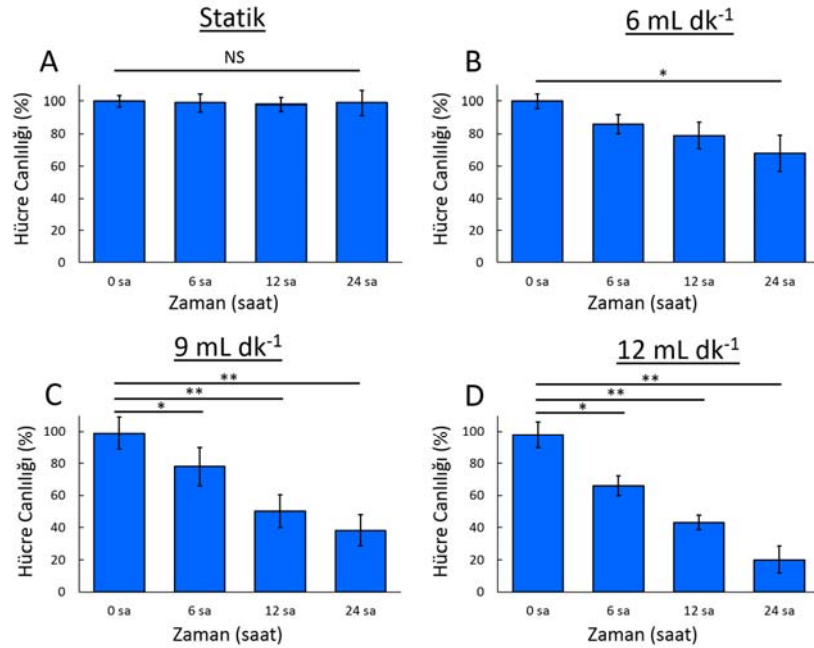 Statik
A
NS
Hücre Canlılığı (%)
100
80
60
40
20
0
0 sa 6 sa 12 sa 24 sa
Zaman (saat)
6 mL dk⁻¹
B
*
Hücre Canlılığı (%)
100
80
60
40
20
0
0 sa 6 sa 12 sa 24 sa
Zaman (saat)
9 mL dk⁻¹
C
**
**
*
Hücre Canlılığı (%)
100
80
60
40
20
0
0 sa 6 sa 12 sa 24 sa
Zaman (saat)
12 mL dk⁻¹
D
**
**
*
Hücre Canlılığı (%)
100
80
60
40
20
0
0 sa 6 sa 12 sa 24 sa
Zaman (saat)